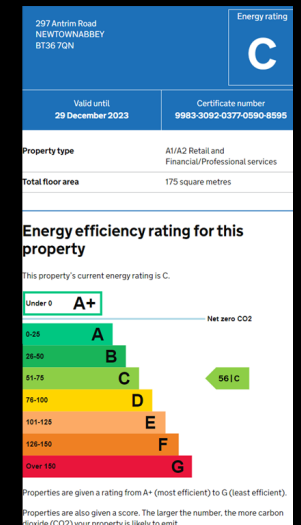 297 Antrim Road
NEWTOWNABBEY
BT36 7QN
Energy rating
C
Valid until
29 December 2023
Certificate number
9983-3092-0377-0590-8595
Property type
A1/A2 Retail and
Financial/Professional services
Total floor area
175 square metres
Energy efficiency rating for this
property
This property's current energy rating is C.
Under 0 A+
Net zero CO2
0-25 A
26-50 B
51-75 C
56 | C
76-100 D
101-125 E
126-150 F
Over 150 G
Properties are given a rating from A+ (most efficient) to G (least efficient).
Properties are also given a score. The larger the number, the more carbon
dioxide (CO2) your property is likely to emit.